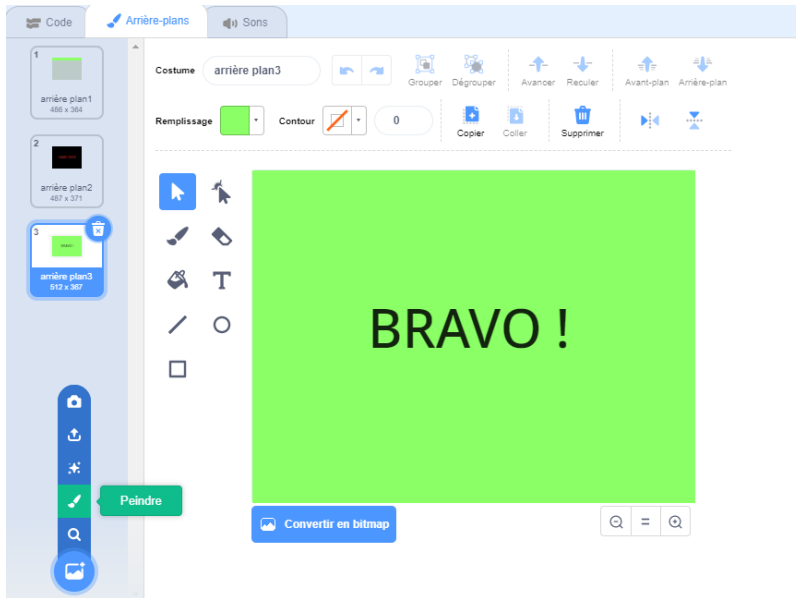 Code
Arrière-plans
Sons
1
arrière plan1
486 x 364
2
arrière plan2
487 x 371
3
arrière plan3
512 x 367
Peindre
Costume
arrière plan3
Grouper
Dégrouper
Avancer
Reculer
Avant-plan
Arrière-plan
Remplissage
Contour
0
Copier
Coller
Supprimer
T
BRAVO !
Convertir en bitmap